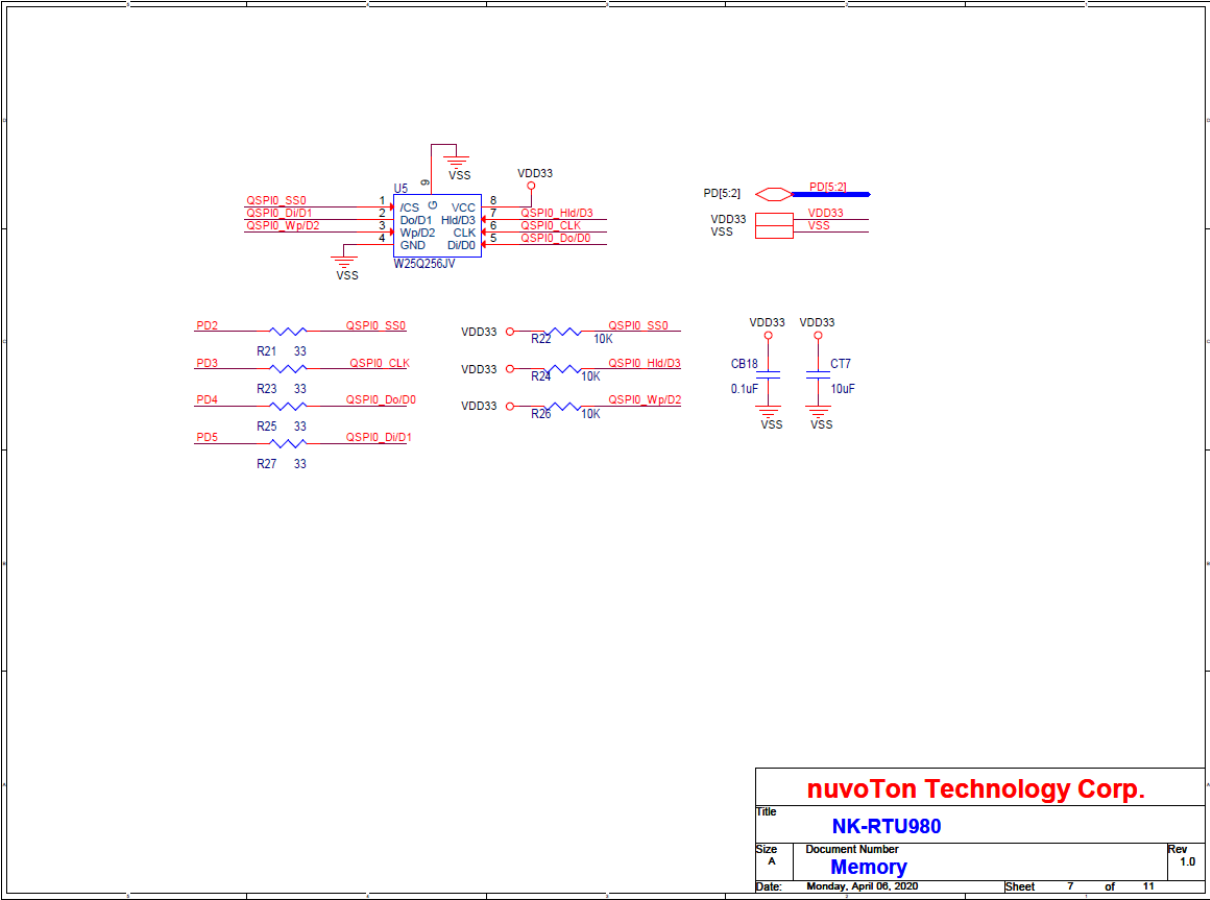 VSS
VDD33
9
U5
QSPI0_SS0 1 /CS G VCC 8
QSPI0_Di/D1 2 Do/D1 Hld/D3 7 QSPI0_Hld/D3
QSPI0_Wp/D2 3 Wp/D2 CLK 6 QSPI0_CLK
4 GND Di/D0 5 QSPI0_Do/D0
VSS
W25Q256JV
PD[5:2] PD[5:2]
VDD33 VDD33
VSS VSS
PD2 QSPI0_SS0
R21 33
PD3 QSPI0_CLK
R23 33
PD4 QSPI0_Do/D0
R25 33
PD5 QSPI0_Di/D1
R27 33
VDD33 QSPI0_SS0
R22 10K
VDD33 QSPI0_Hld/D3
R24 10K
VDD33 QSPI0_Wp/D2
R26 10K
VDD33 VDD33
CB18 CT7
0.1uF 10uF
VSS VSS
nuvoTon Technology Corp.
Title
NK-RTU980
Size Document Number Rev
A Memory 1.0
Date: Monday, April 06, 2020 Sheet 7 of 11